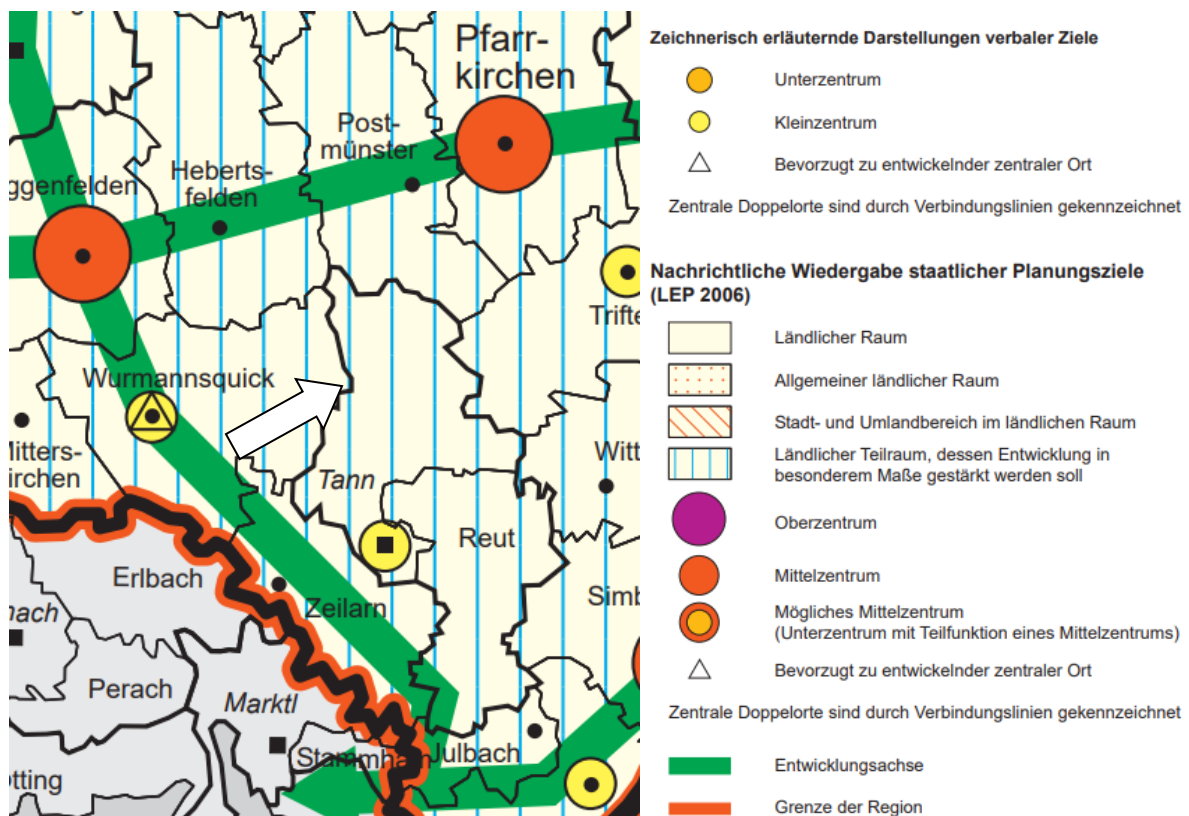 Pfarr-
kirchen
Post-
münster
Heberts-
felden
ggenfelden
Trifte
Wurmannsquick
Mitters-
kirchen
Tann
Witt
Reut
Erlbach
Zeilarn
Simb
nach
Perach
Marktl
Julbach
otting
Zeichnerisch erläuternde Darstellungen verbaler Ziele
Unterzentrum
Kleinzentrum
Bevorzugt zu entwickelnder zentraler Ort
Zentrale Doppelorte sind durch Verbindungslinien gekennzeichnet
Nachrichtliche Wiedergabe staatlicher Planungsziele
(LEP 2006)
Ländlicher Raum
Allgemeiner ländlicher Raum
Stadt- und Umlandbereich im ländlichen Raum
Ländlicher Teilraum, dessen Entwicklung in
besonderem Maße gestärkt werden soll
Oberzentrum
Mittelzentrum
Mögliches Mittelzentrum
(Unterzentrum mit Teilfunktion eines Mittelzentrums)
Bevorzugt zu entwickelnder zentraler Ort
Zentrale Doppelorte sind durch Verbindungslinien gekennzeichnet
Entwicklungsachse
Grenze der Region